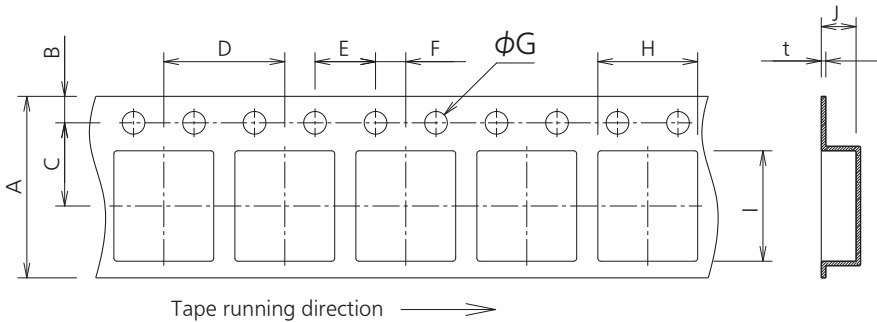 D E F φG H J
t
B
C
A
I
Tape running direction